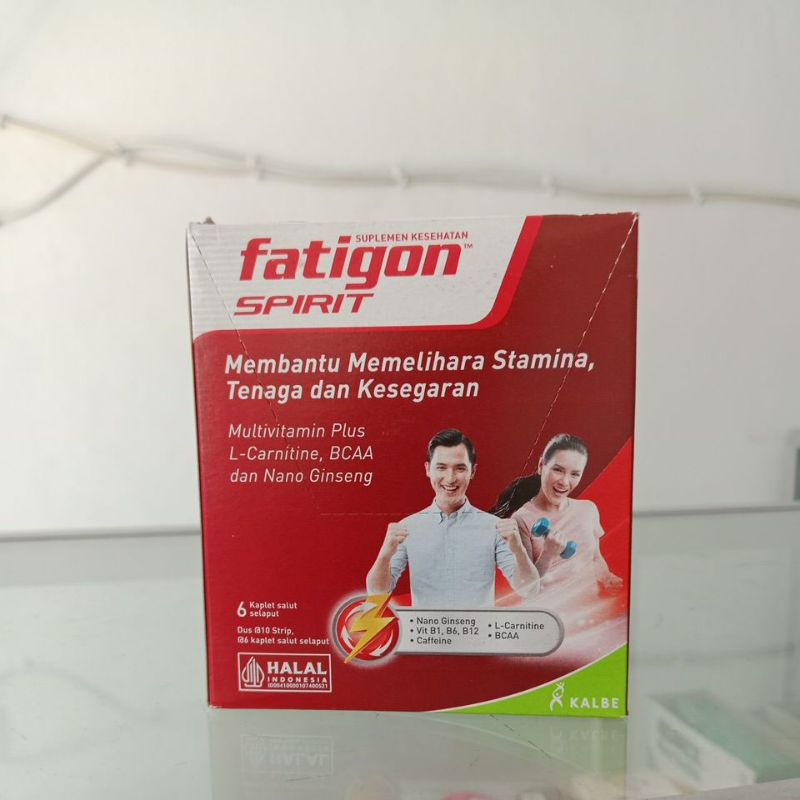 SUPLEMEN KESEHATAN
fatigon™
SPIRIT
Membantu Memelihara Stamina,
Tenaga dan Kesegaran
Multivitamin Plus
L-Carnitine, BCAA
dan Nano Ginseng
6 Kaplet salut
selaput
Dus @10 Strip,
@6 kaplet salut selaput
• Nano Ginseng
• Vit B1, B6, B12
• Caffeine
• L-Carnitine
• BCAA
HALAL
INDONESIA
ID00410000107400521
KALBE